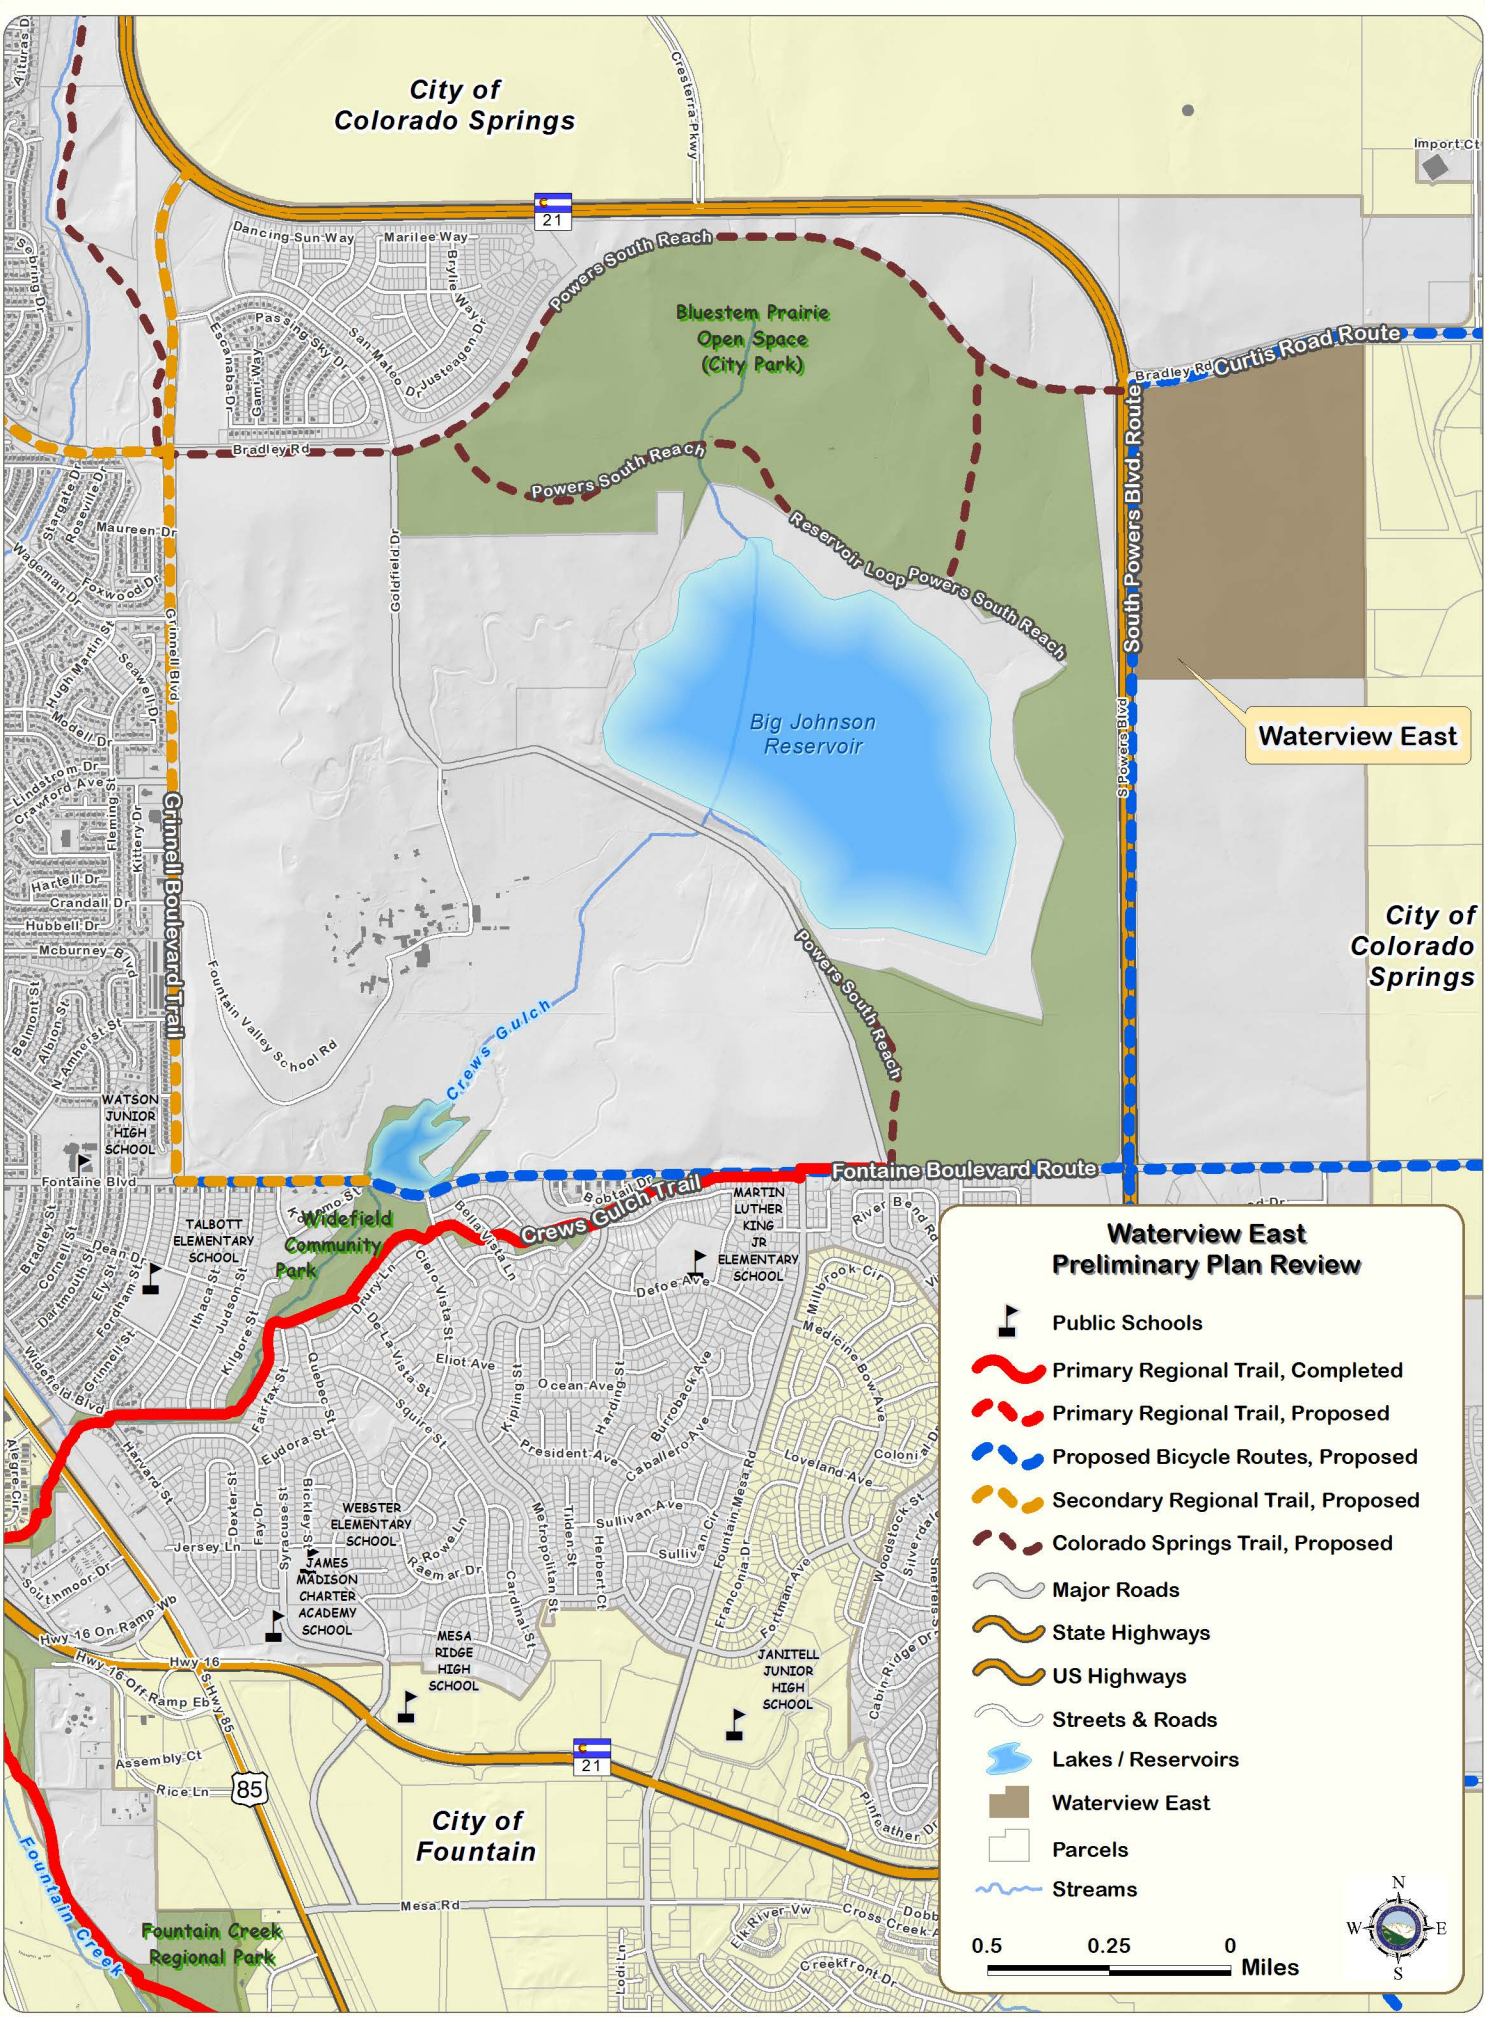 City of
Colorado Springs
Cresterra Pkwy
Import Ct
21
Dancing Sun Way
Marilee Way
Brylie Way
Powers South Reach
Sebring Dr
Passing Sky Dr
San Mateo Dr
Justeagen Dr
Escanaba Dr
Gami Way
Bluestem Prairie
Open Space
(City Park)
Bradley Rd
Curtis Road Route
South Powers Blvd. Route
Bradley Rd
Powers South Reach
Stargate Dr
Roseville Dr
Maureen Dr
Wageman Dr
Foxwood Dr
Goldfield Dr
Reservoir Loop
Powers South Reach
Grinnell Blvd
Hugh Martin St
Seawell Dr
Modell Dr
Big Johnson
Reservoir
S Powers Blvd
Waterview East
Lindstrom Dr
Crawford Ave
Fleming St
Kittery Dr
Grinnell Boulevard Trail
Hartell Dr
Crandall Dr
Hubbell Dr
Mcburney Blvd
City of
Colorado
Springs
Powers South Reach
Fountain Valley School Rd
Belmont St
Albion St
N Amherst St
Crews Gulch
WATSON
JUNIOR
HIGH
SCHOOL
Fontaine Blvd
Fontaine Boulevard Route
Bobtail Dr
Crews Gulch Trail
Kokomo St
Widefield
Community
Park
Bella Vista Ln
TALBOTT
ELEMENTARY
SCHOOL
MARTIN
LUTHER
KING
JR
ELEMENTARY
SCHOOL
River Bend Rd
Bradley St
Cornell St
Dartmouth St
Dean Dr
Ely St
Fordham St
Ithaca St
Judson St
Kilgore St
Grinnell St
Widefield Blvd
Drury Ln
Cielo Vista St
De La Vista St
Defoe Ave
Millbrook Cir
Medicine Bow Ave
Eliot Ave
Ocean Ave
Kipling St
Harding St
Burroback Ave
Fairfax St
Quebec St
Squire St
President Ave
Caballero Ave
Loveland Ave
Alegre Cir
Harvard St
Eudora St
Dexter St
Fay Dr
Syracuse St
Bickley St
WEBSTER
ELEMENTARY
SCHOOL
JAMES
MADISON
CHARTER
ACADEMY
SCHOOL
Jersey Ln
Rowe Ln
Raemar Dr
Metropolitan St
Tilden St
Herbert Ct
Cardinal St
Sullivan Ave
Sullivan Cir
Fountain Mesa Rd
Franconia Dr
Fortman Ave
Woodstock St
Cabin Ridge Dr
Southmoor Dr
Hwy 16 On Ramp Wb
Hwy 16
Hwy 16 Off Ramp Eb
S Hwy 85
Assembly Ct
Rice Ln
85
MESA
RIDGE
HIGH
SCHOOL
JANITELL
JUNIOR
HIGH
SCHOOL
21
City of
Fountain
Pinfeather Dr
Mesa Rd
Elk River Vw
Lodi Ln
Creekfront Dr
Fountain Creek
Fountain Creek
Regional Park
Waterview East
Preliminary Plan Review
Public Schools
Primary Regional Trail, Completed
Primary Regional Trail, Proposed
Proposed Bicycle Routes, Proposed
Secondary Regional Trail, Proposed
Colorado Springs Trail, Proposed
Major Roads
State Highways
US Highways
Streets & Roads
Lakes / Reservoirs
Waterview East
Parcels
Streams
0.5 0.25 0
Miles
N
W E
S